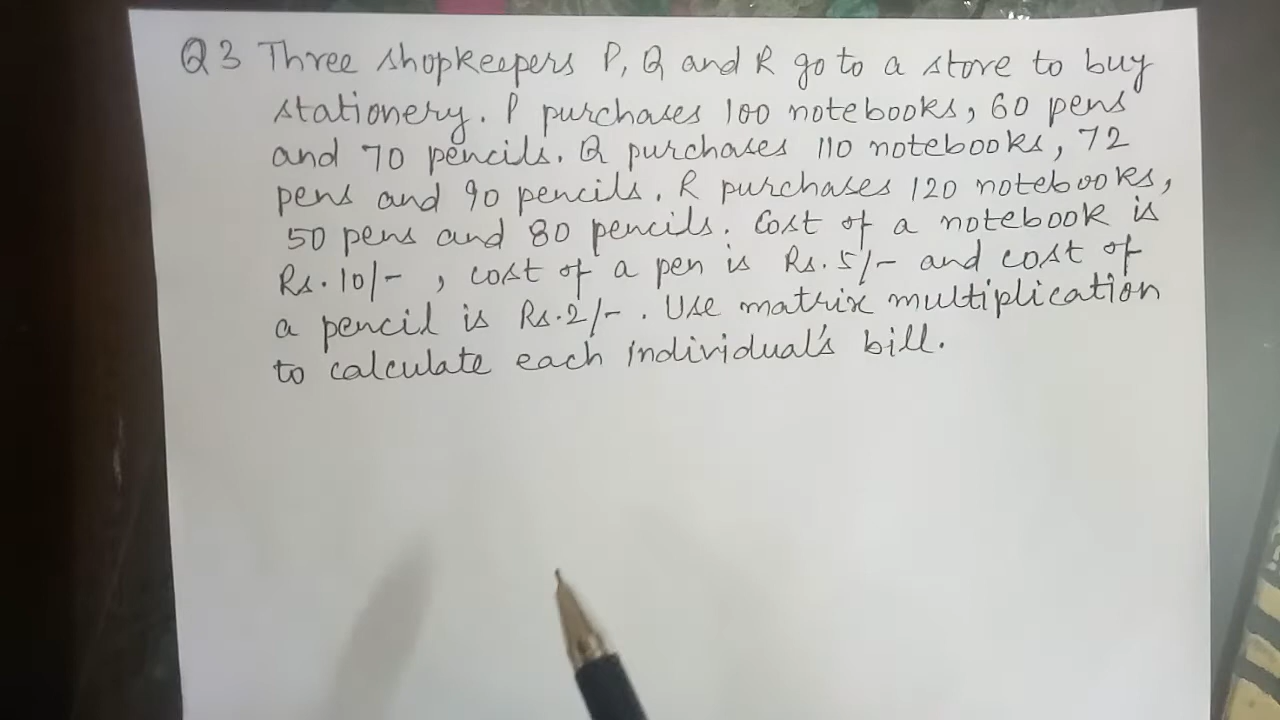 Q3 Three shopkeepers P, Q and R go to a store to buy
stationery. P purchases 100 notebooks, 60 pens
and 70 pencils. Q purchases 110 notebooks, 72
pens and 90 pencils. R purchases 120 notebooks,
50 pens and 80 pencils. Cost of a notebook is
Rs. 10/- , cost of a pen is Rs. 5/- and cost of
a pencil is Rs. 2/- . Use matrix multiplication
to calculate each individual's bill.